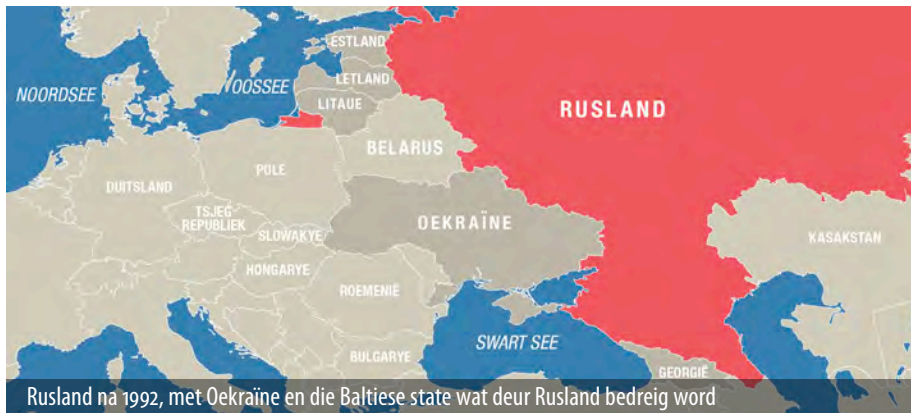 ESTLAND
NOORDSEE
OOSSEE
LETLAND
LITAUE
RUSLAND
BELARUS
POLE
DUITSLAND
TSJEG-
REPUBLIEK
SLOWAKYE
OEKRAÏNE
KASAKSTAN
HONGARYE
ROEMENIË
SWART SEE
BULGARYE
GEORGIË
Rusland na 1992, met Oekraïne en die Baltiese state wat deur Rusland bedreig word